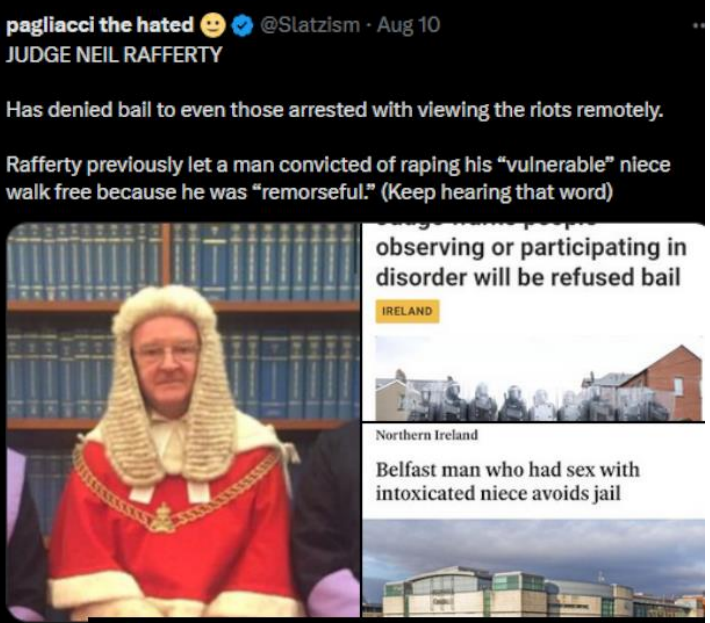 pagliacci the hated 🙂 @Slatzism · Aug 10
JUDGE NEIL RAFFERTY
Has denied bail to even those arrested with viewing the riots remotely.
Rafferty previously let a man convicted of raping his “vulnerable” niece
walk free because he was “remorseful.” (Keep hearing that word)
observing or participating in
disorder will be refused bail
IRELAND
Northern Ireland
Belfast man who had sex with
intoxicated niece avoids jail